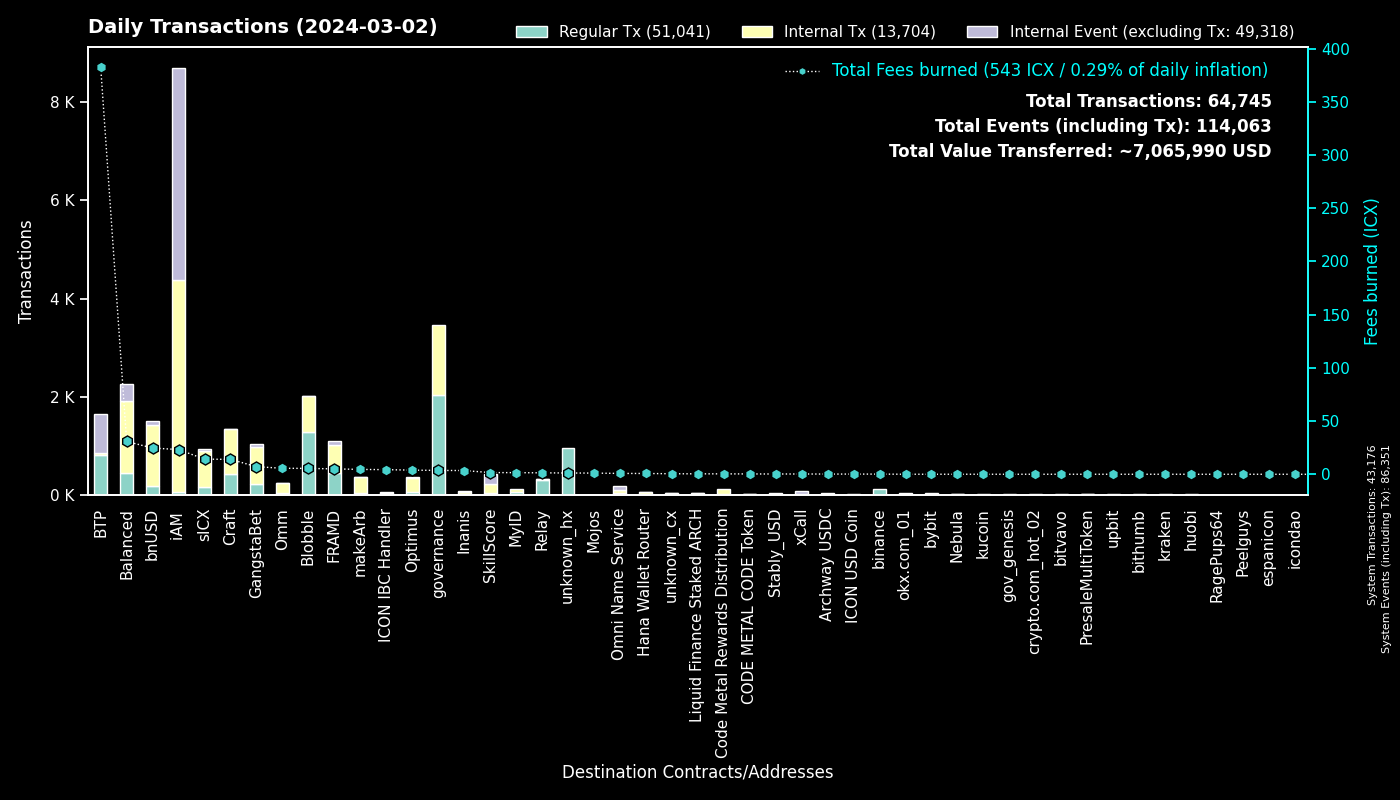 Daily Transactions (2024-03-02)
Regular Tx (51,041)
Internal Tx (13,704)
Internal Event (excluding Tx: 49,318)
Total Fees burned (543 ICX / 0.29% of daily inflation)
Total Transactions: 64,745
Total Events (including Tx): 114,063
Total Value Transferred: ~7,065,990 USD
Transactions
8 K
6 K
4 K
2 K
0 K
400
350
300
250
200
150
100
50
0
Fees burned (ICX)
System Transactions: 43,176
System Events (including Tx): 86,351
BTP
Balanced
bnUSD
iAM
sICX
Craft
GangstaBet
Omm
Blobble
FRAMD
makeArb
ICON IBC Handler
Optimus
governance
Inanis
SkillScore
MyID
Relay
unknown_hx
Mojos
Omni Name Service
Hana Wallet Router
unknown_cx
Liquid Finance Staked ARCH
Code Metal Rewards Distribution
CODE METAL CODE Token
Stably_USD
xCall
Archway USDC
ICON USD Coin
binance
okx.com_01
bybit
Nebula
kucoin
gov_genesis
crypto.com_hot_02
bitvavo
PresaleMultiToken
upbit
bithumb
kraken
huobi
RagePups64
Peelguys
espanicon
icondao
Destination Contracts/Addresses